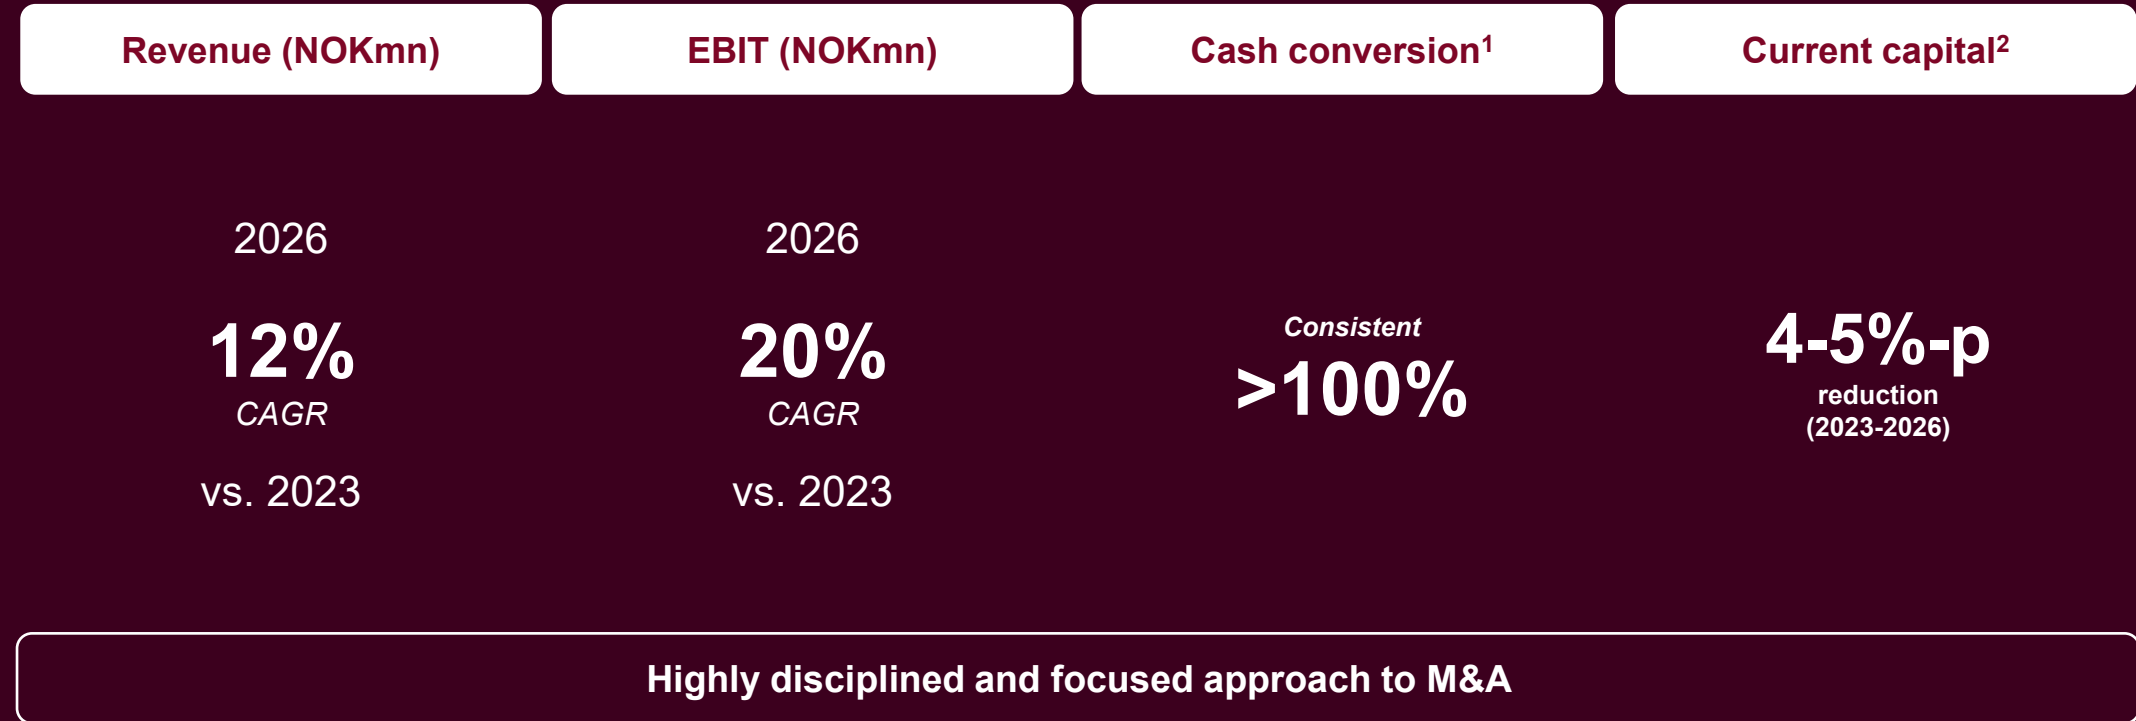 Revenue (NOKmn)
EBIT (NOKmn)
Cash conversion¹
Current capital²
2026
12%
CAGR
vs. 2023
2026
20%
CAGR
vs. 2023
Consistent
>100%
4-5%-p
reduction
(2023-2026)
Highly disciplined and focused approach to M&A